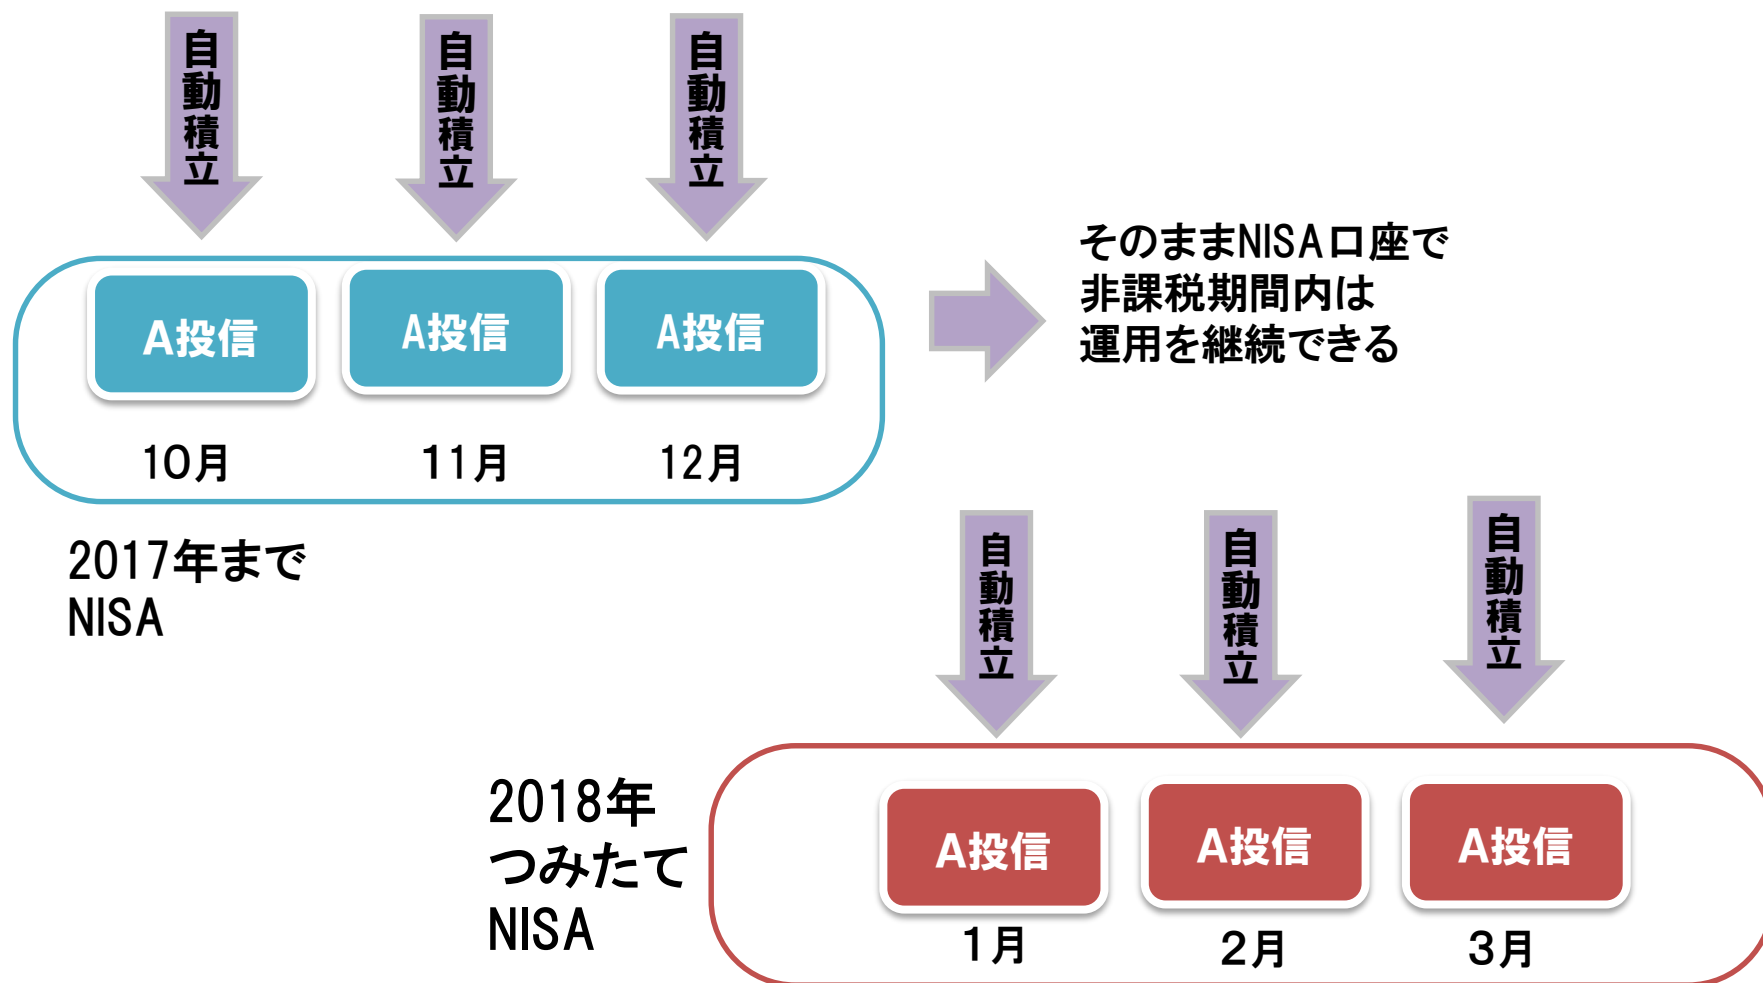 自動積立
自動積立
自動積立
A投信
A投信
A投信
10月
11月
12月
そのままNISA口座で
非課税期間内は
運用を継続できる
2017年まで
NISA
自動積立
自動積立
自動積立
2018年
つみたて
NISA
A投信
A投信
A投信
1月
2月
3月